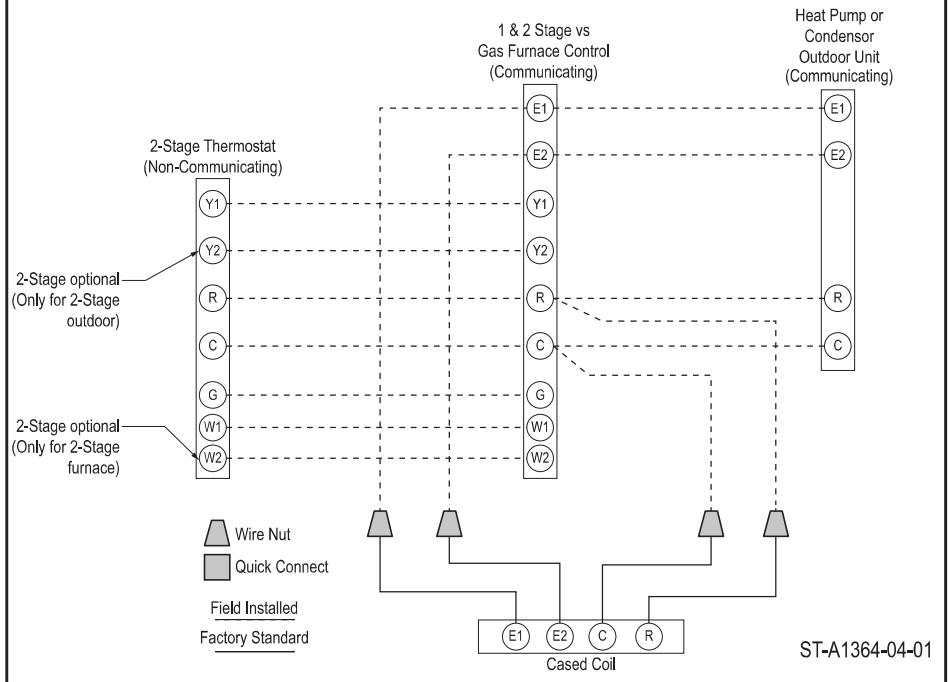 Heat Pump or
Condensor
Outdoor Unit
(Communicating)
1 & 2 Stage vs
Gas Furnace Control
(Communicating)
2-Stage Thermostat
(Non-Communicating)
E1
E1
E2
E2
Y1
Y1
Y2
Y2
2-Stage optional
(Only for 2-Stage
outdoor)
R
R
R
C
C
C
G
G
2-Stage optional
(Only for 2-Stage
furnace)
W1
W1
W2
W2
Wire Nut
Quick Connect
Field Installed
Factory Standard
E1
E2
C
R
Cased Coil
ST-A1364-04-01